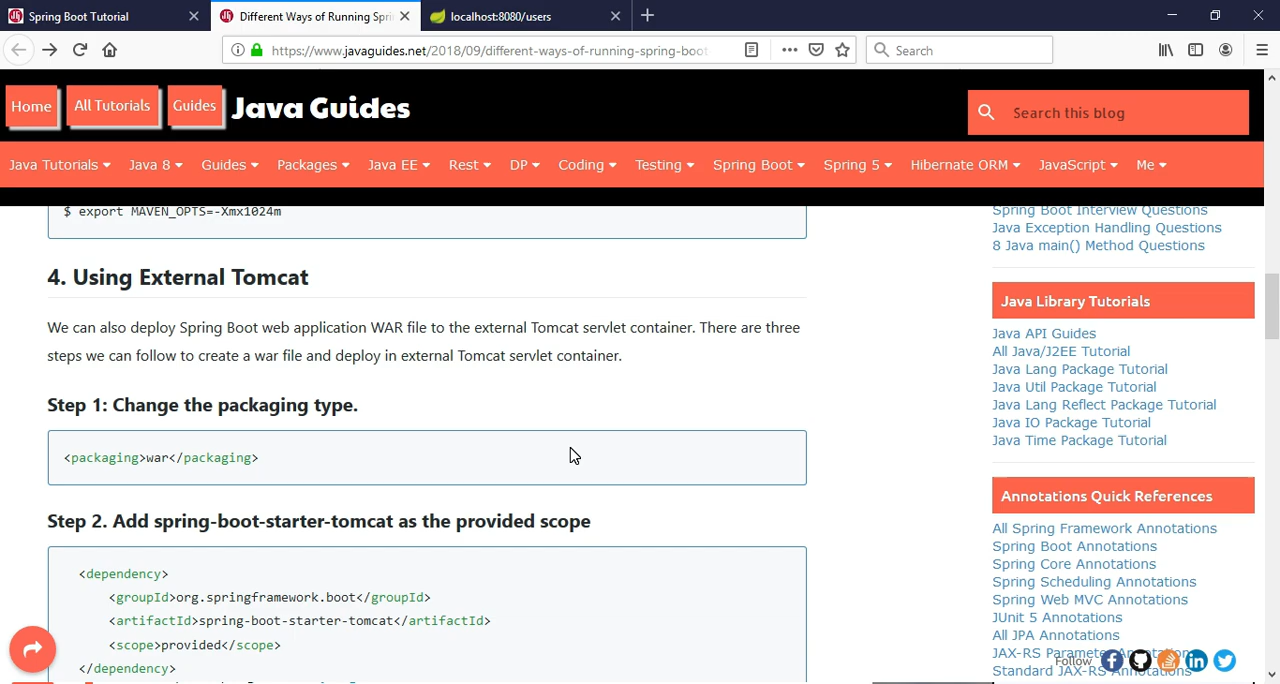 Spring Boot Tutorial
Different Ways of Running Spri
localhost:8080/users
https://www.javaguides.net/2018/09/different-ways-of-running-spring-boot
Search
Home
All Tutorials
Guides
Java Guides
Search this blog
Java Tutorials
Java 8
Guides
Packages
Java EE
Rest
DP
Coding
Testing
Spring Boot
Spring 5
Hibernate ORM
JavaScript
Me
$ export MAVEN_OPTS=-Xmx1024m
4. Using External Tomcat
We can also deploy Spring Boot web application WAR file to the external Tomcat servlet container. There are three
steps we can follow to create a war file and deploy in external Tomcat servlet container.
Step 1: Change the packaging type.
<packaging>war</packaging>
Step 2. Add spring-boot-starter-tomcat as the provided scope
<dependency>
<groupId>org.springframework.boot</groupId>
<artifactId>spring-boot-starter-tomcat</artifactId>
<scope>provided</scope>
</dependency>
Spring Boot Interview Questions
Java Exception Handling Questions
8 Java main() Method Questions
Java Library Tutorials
Java API Guides
All Java/J2EE Tutorial
Java Lang Package Tutorial
Java Util Package Tutorial
Java Lang Reflect Package Tutorial
Java IO Package Tutorial
Java Time Package Tutorial
Annotations Quick References
All Spring Framework Annotations
Spring Boot Annotations
Spring Core Annotations
Spring Scheduling Annotations
Spring Web MVC Annotations
JUnit 5 Annotations
All JPA Annotations
JAX-RS Parameter Annotations
Standard JAX-RS Annotations
Follow